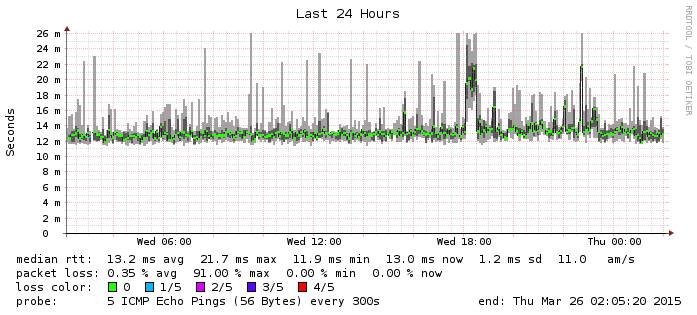 Last 24 Hours
RRDTOOL / TOBI OETIKER
Seconds
26 m
24 m
22 m
20 m
18 m
16 m
14 m
12 m
10 m
8 m
6 m
4 m
2 m
0
Wed 06:00 Wed 12:00 Wed 18:00 Thu 00:00
median rtt: 13.2 ms avg 21.7 ms max 11.9 ms min 13.0 ms now 1.2 ms sd 11.0 am/s
packet loss: 0.35 % avg 91.00 % max 0.00 % min 0.00 % now
loss color: 0 1/5 2/5 3/5 4/5
probe: 5 ICMP Echo Pings (56 Bytes) every 300s end: Thu Mar 26 02:05:20 2015